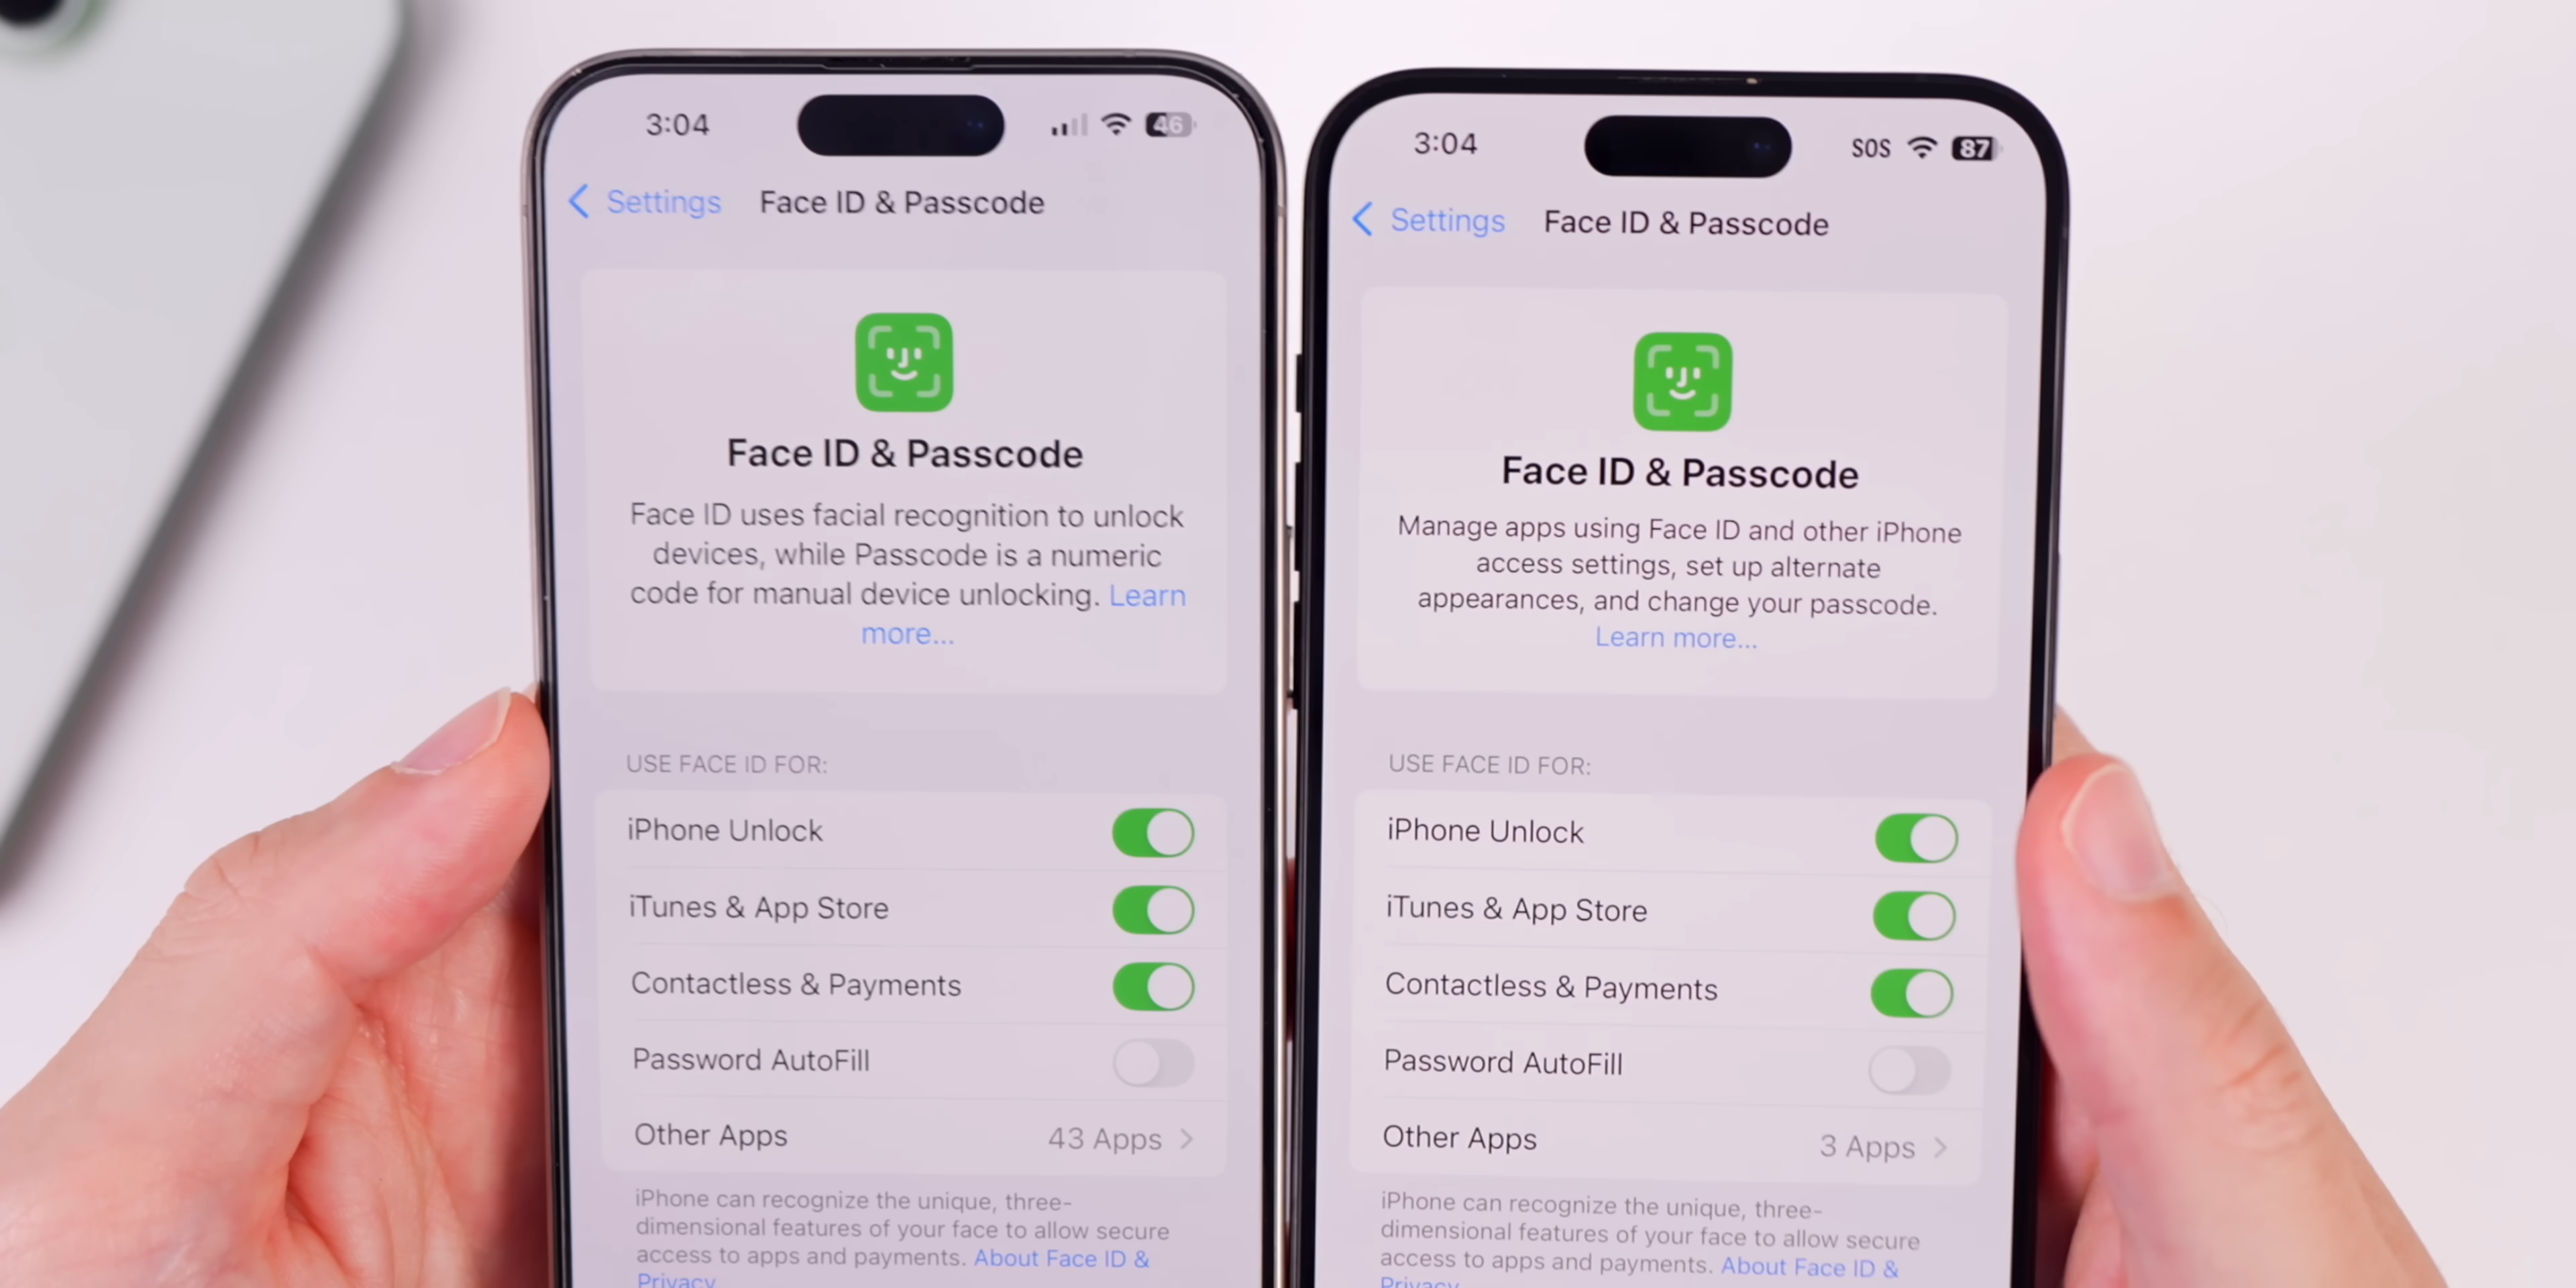 3:04
46
Settings
Face ID & Passcode
Face ID & Passcode
Face ID uses facial recognition to unlock
devices, while Passcode is a numeric
code for manual device unlocking. Learn
more...
USE FACE ID FOR:
iPhone Unlock
iTunes & App Store
Contactless & Payments
Password AutoFill
Other Apps
43 Apps
iPhone can recognize the unique, three-
dimensional features of your face to allow secure
access to apps and payments. About Face ID &
Privacy
3:04
SOS
87
Settings
Face ID & Passcode
Face ID & Passcode
Manage apps using Face ID and other iPhone
access settings, set up alternate
appearances, and change your passcode.
Learn more...
USE FACE ID FOR:
iPhone Unlock
iTunes & App Store
Contactless & Payments
Password AutoFill
Other Apps
3 Apps
iPhone can recognize the unique, three-
dimensional features of your face to allow secure
access to apps and payments. About Face ID &
Privacy